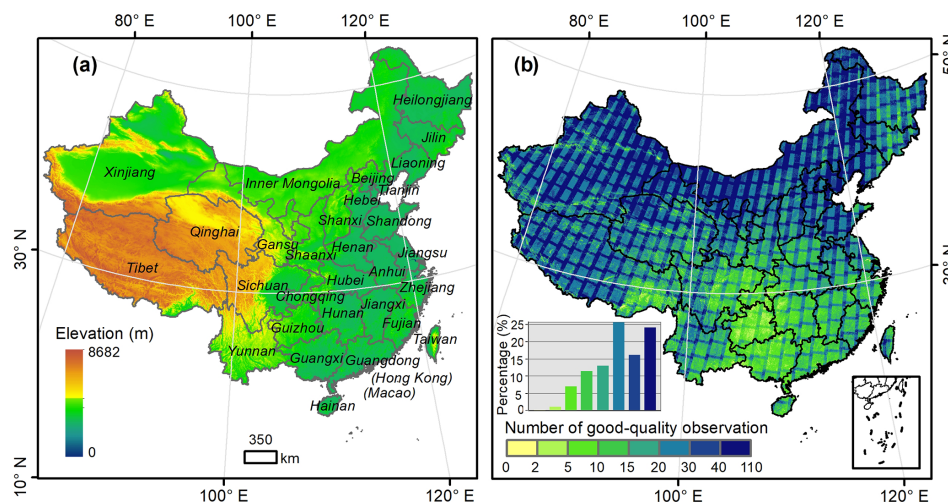 80° E
100° E
120° E
100° E
120° E
(a)
(b)
50° N
Heilongjiang
Jilin
Liaoning
Xinjiang
Beijing
Inner Mongolia
Tianjin
Hebei
Shanxi
Shandong
Qinghai
Gansu
Henan
30° N
Shaanxi
Jiangsu
Tibet
Anhui
Sichuan
Hubei
Zhejiang
Chongqing
Hunan
Jiangxi
Guizhou
Fujian
Taiwan
Yunnan
Guangxi
Guangdong
(Hong Kong)
(Macao)
Hainan
Elevation (m)
8682
0
350
km
10° N
100° E
120° E
Percentage (%)
25
20
15
10
5
0
Number of good-quality observation
0 2 5 10 15 20 30 40 110
100° E
120° E